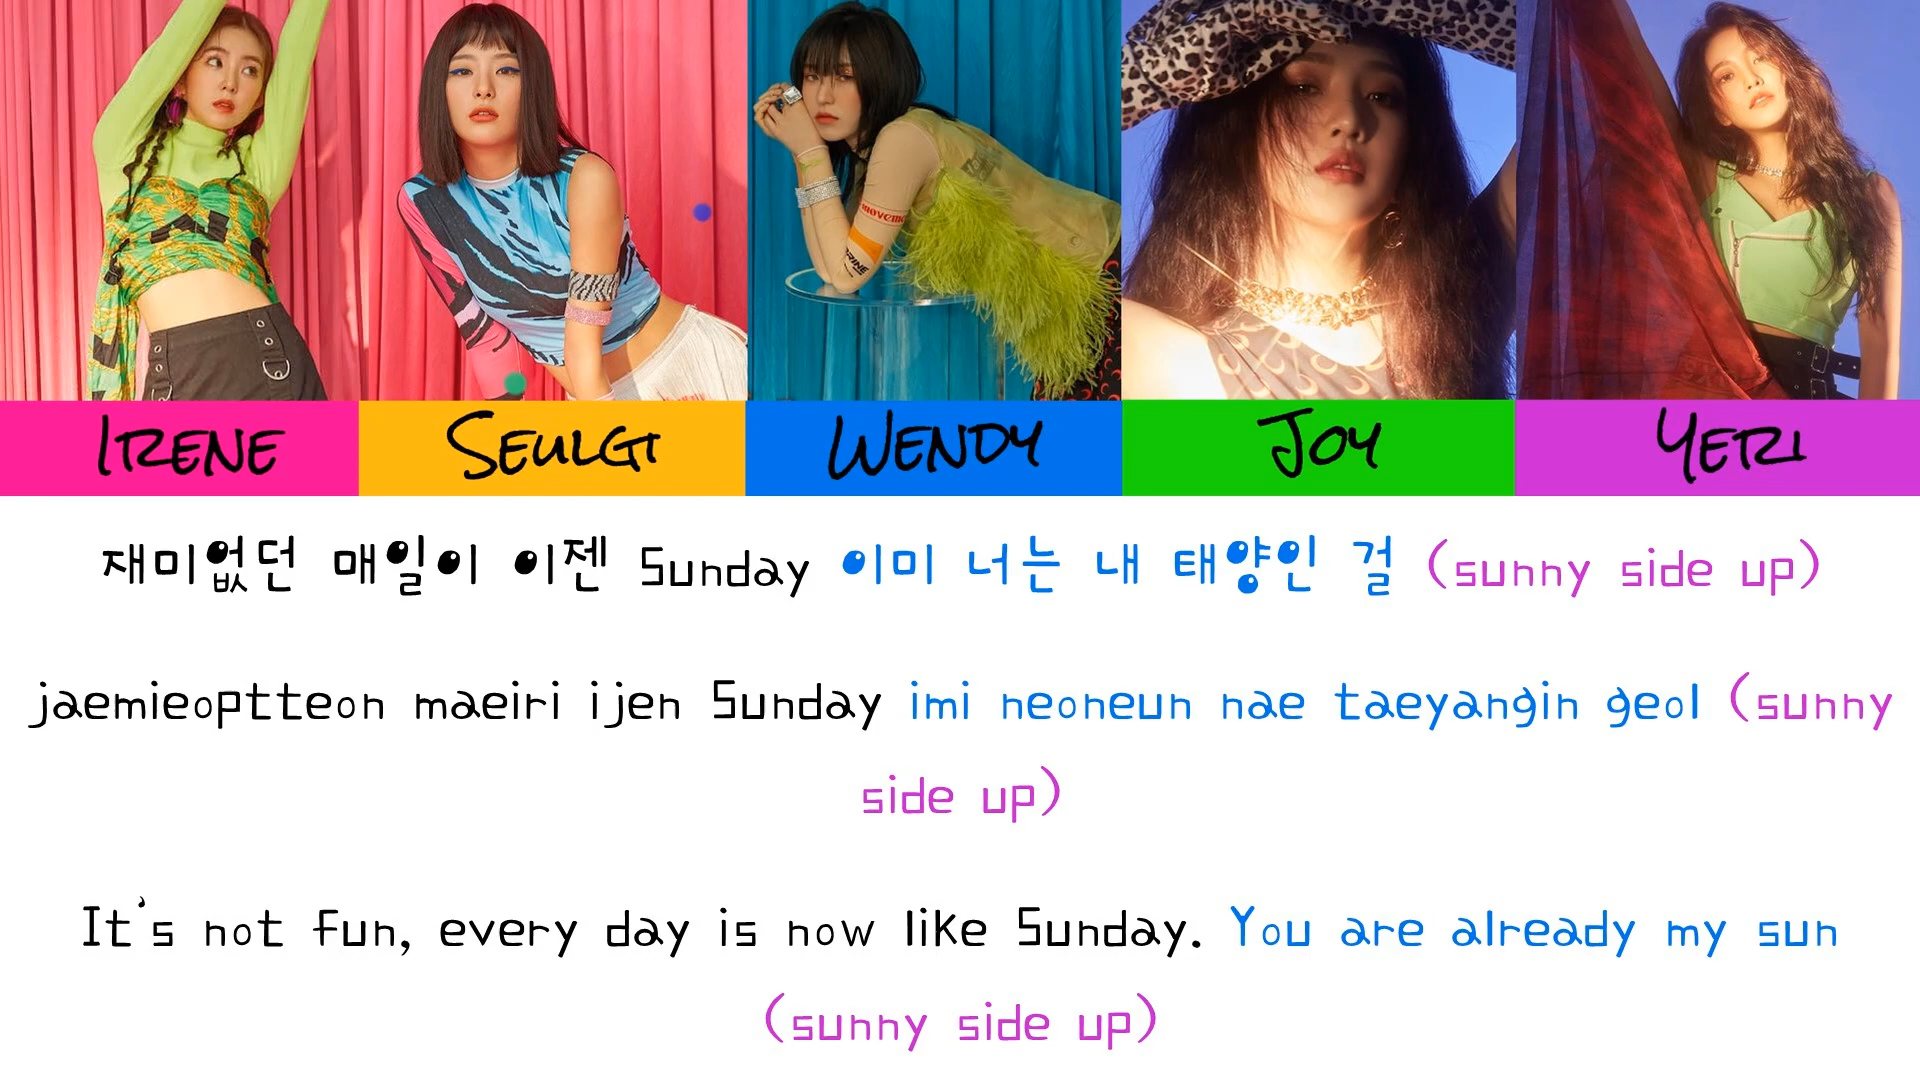 movem
IRENE SEULGI WENDY JOY YERI
재미없던 매일이 이젠 Sunday 이미 너는 내 태양인 걸 (sunny side up)
jaemieoptteon maeiri ijen Sunday imi neoneun nae taeyangin geol (sunny
side up)
It's not fun, every day is now like Sunday. You are already my sun
(sunny side up)